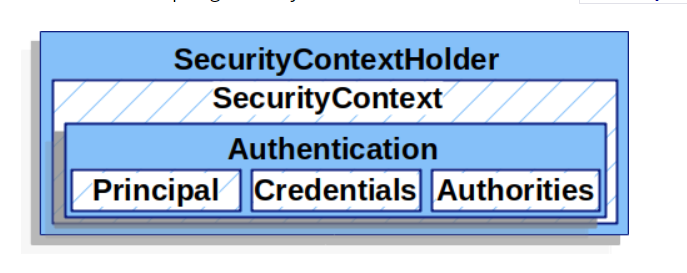 SecurityContextHolder
SecurityContext
Authentication
Principal Credentials Authorities